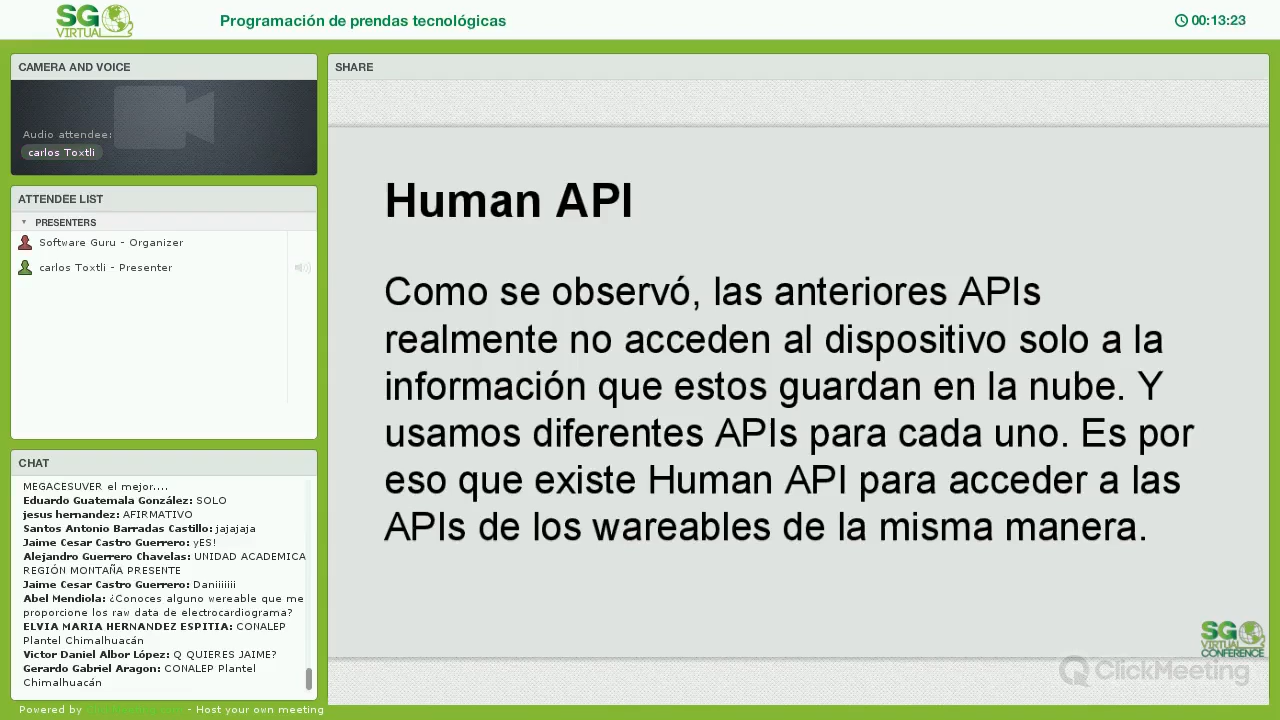 SG
VIRTUAL
Programación de prendas tecnológicas
00:13:23
CAMERA AND VOICE
Audio attendee:
carlos Toxtli
ATTENDEE LIST
PRESENTERS
Software Guru - Organizer
carlos Toxtli - Presenter
CHAT
MEGACESUVER el mejor....
Eduardo Guatemala González: SOLO
jesus hernandez: AFIRMATIVO
Santos Antonio Barradas Castillo: jajajaja
Jaime Cesar Castro Guerrero: yES!
Alejandro Guerrero Chavelas: UNIDAD ACADEMICA
REGIÓN MONTAÑA PRESENTE
Jaime Cesar Castro Guerrero: Daniiiiiii
Abel Mendiola: ¿Conoces alguno wereable que me
proporcione los raw data de electrocardiograma?
ELVIA MARIA HERNANDEZ ESPITIA: CONALEP
Plantel Chimalhuacán
Victor Daniel Albor López: Q QUIERES JAIME?
Gerardo Gabriel Aragon: CONALEP Plantel
Chimalhuacán
Powered by ClickMeeting.com - Host your own meeting
SHARE
Human API
Como se observó, las anteriores APIs
realmente no acceden al dispositivo solo a la
información que estos guardan en la nube. Y
usamos diferentes APIs para cada uno. Es por
eso que existe Human API para acceder a las
APIs de los wareables de la misma manera.
SG
VIRTUAL
CONFERENCE
ClickMeeting